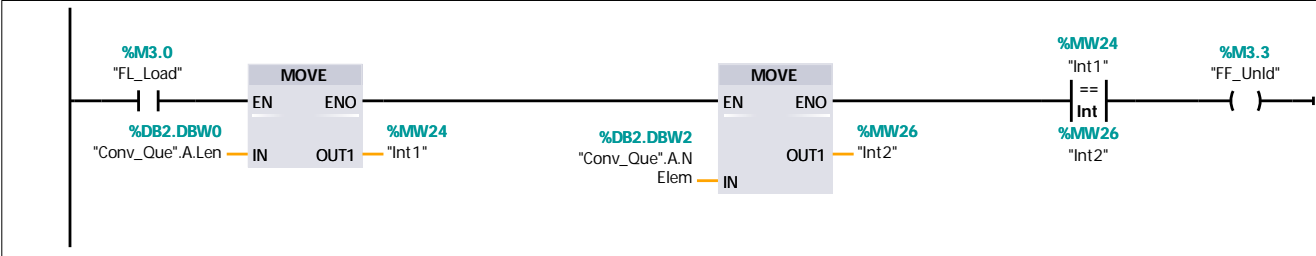 %M3.0
"FL_Load"
MOVE
EN ENO
%DB2.DBW0
"Conv_Que".A.Len
IN OUT1
%MW24
"Int1"
MOVE
EN ENO
%DB2.DBW2
"Conv_Que".A.N
Elem
IN
OUT1
%MW26
"Int2"
%MW24
"Int1"
==
Int
%MW26
"Int2"
%M3.3
"FF_Unld"